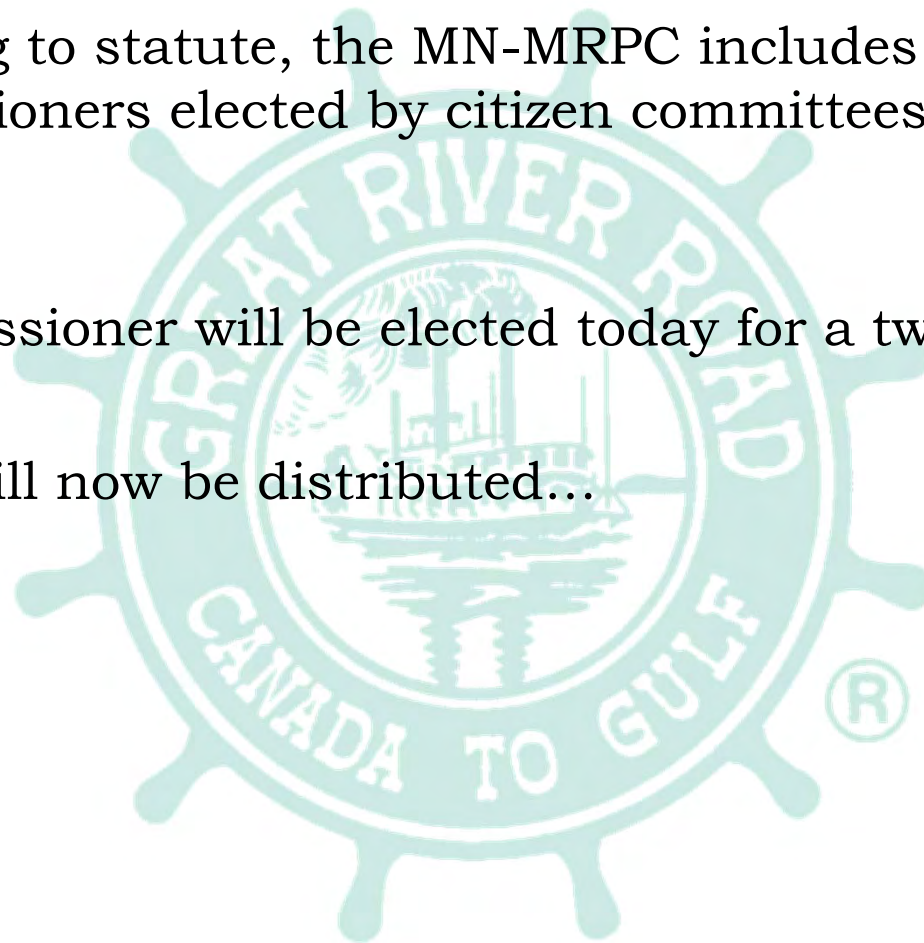 g to statute, the MN-MRPC includes
ioners elected by citizen committees
ssioner will be elected today for a tw
ill now be distributed…
GREAT RIVER ROAD
CANADA TO GULF
®